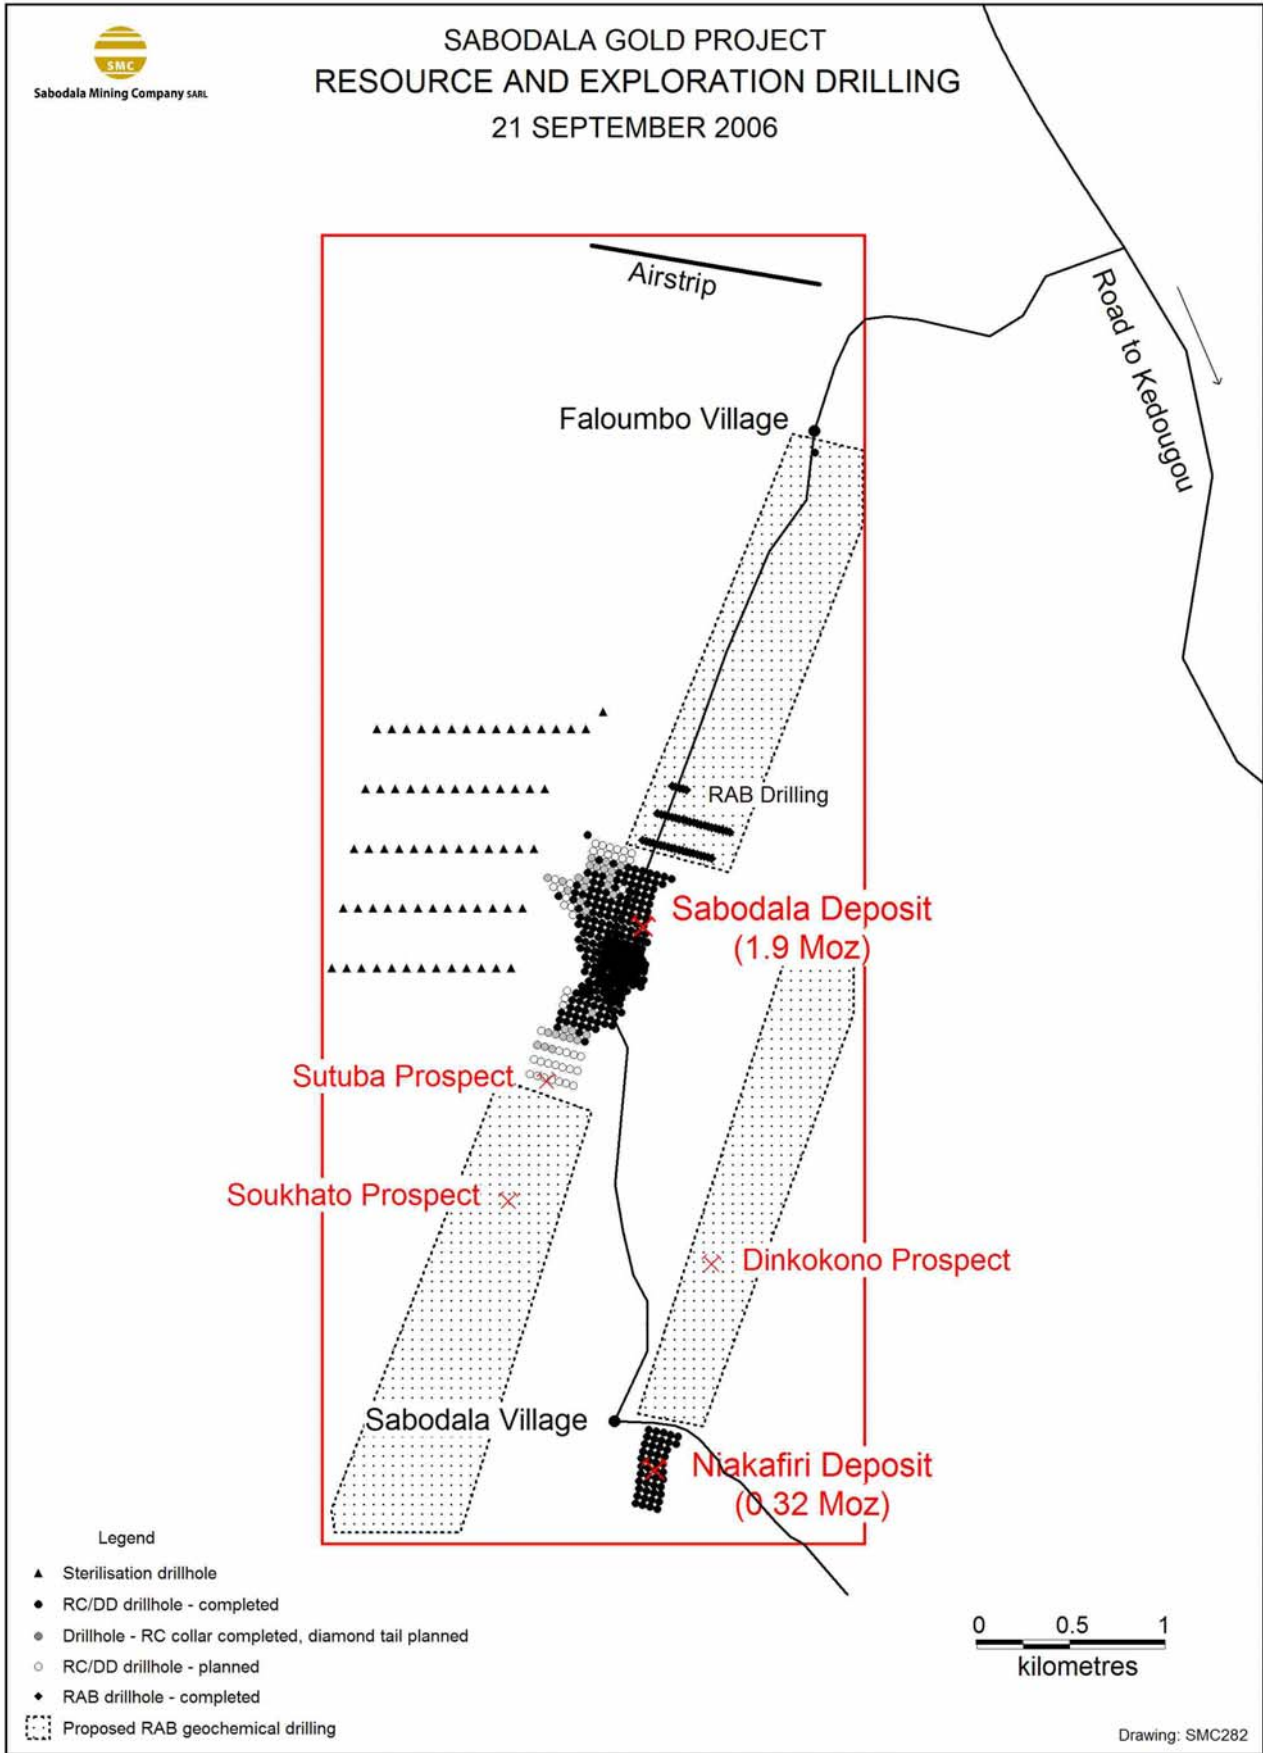 SMC
Sabodala Mining Company SARL
SABODALA GOLD PROJECT
RESOURCE AND EXPLORATION DRILLING
21 SEPTEMBER 2006
Airstrip
Road to Kedougou
Faloumbo Village
RAB Drilling
Sabodala Deposit
(1.9 Moz)
Sutuba Prospect
Soukhato Prospect
Dinkokono Prospect
Sabodala Village
Niakafiri Deposit
(0.32 Moz)
Legend
Sterilisation drillhole
RC/DD drillhole - completed
Drillhole - RC collar completed, diamond tail planned
RC/DD drillhole - planned
RAB drillhole - completed
Proposed RAB geochemical drilling
0 0.5 1
kilometres
Drawing: SMC282